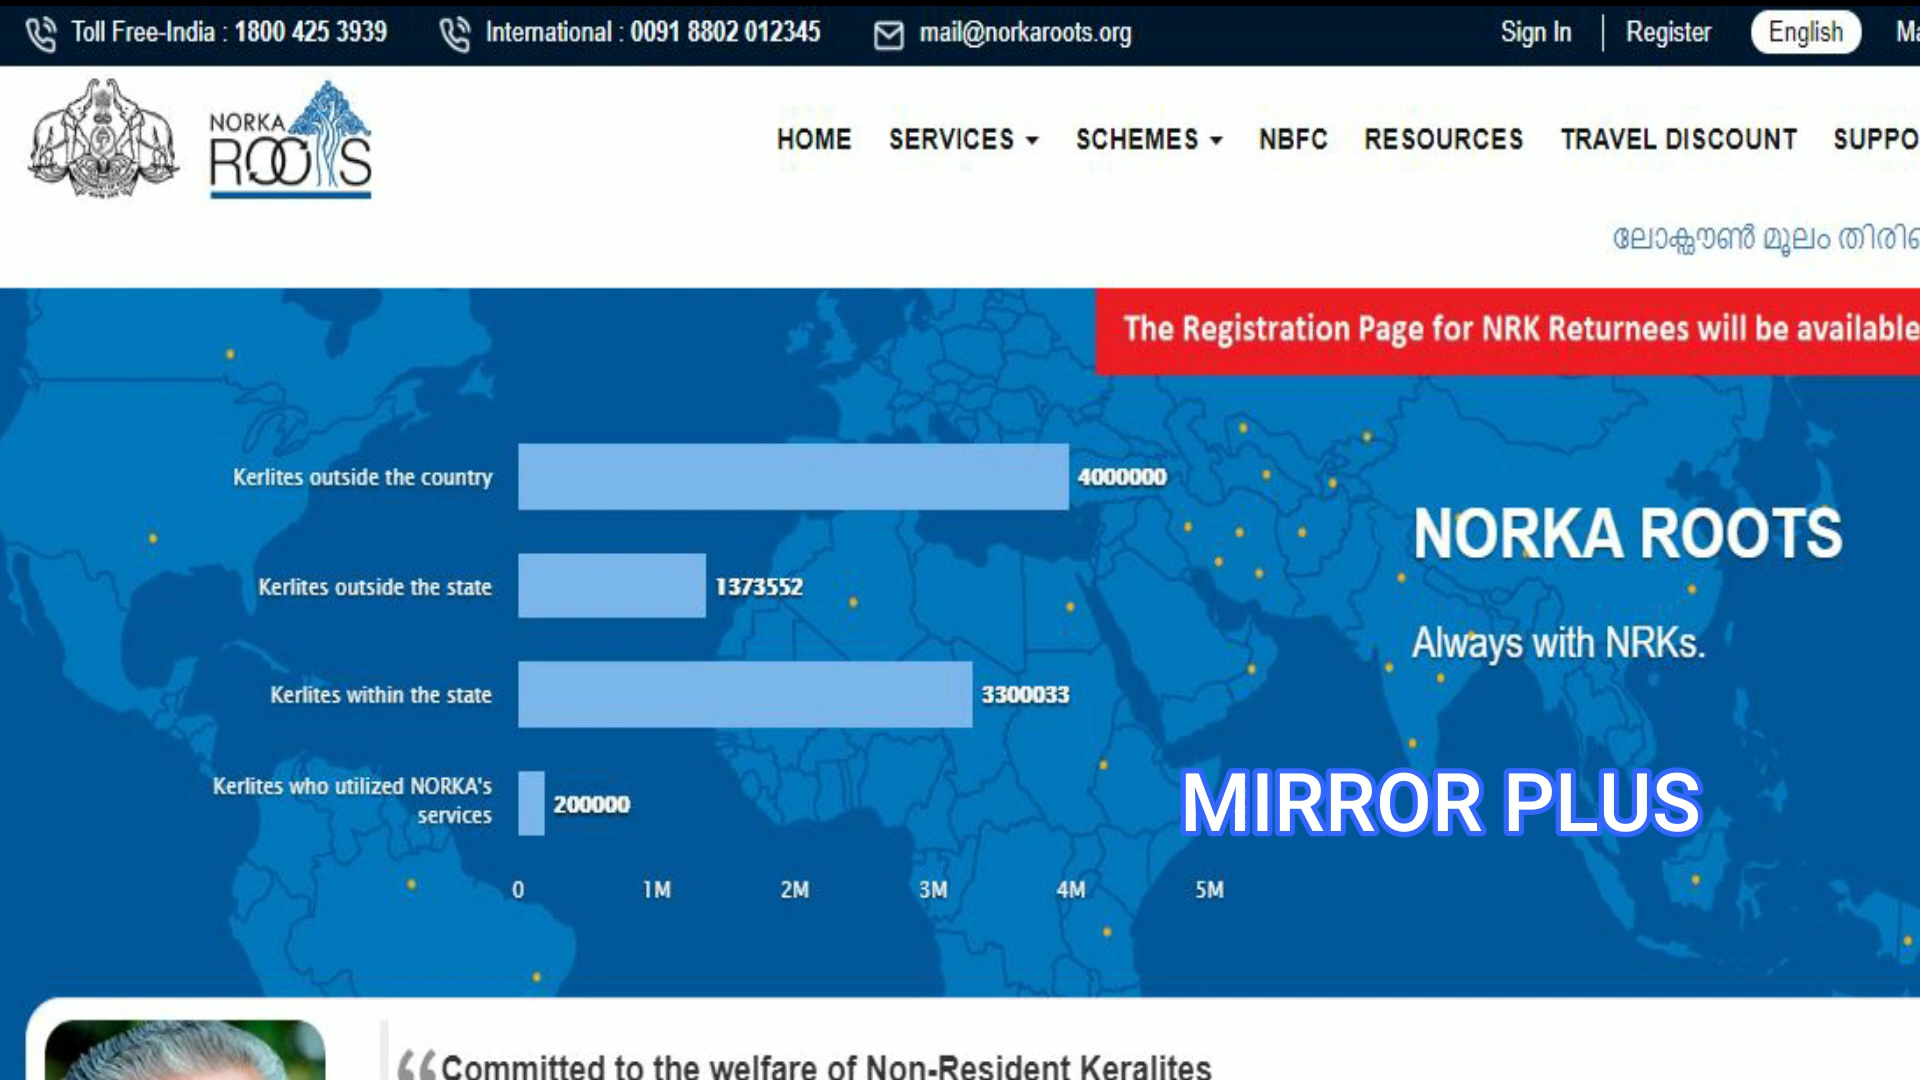 Toll Free-India : 1800 425 3939 International : 0091 8802 012345 mail@norkaroots.org Sign In Register English Ma
NORKA
ROOTS
HOME SERVICES SCHEMES NBFC RESOURCES TRAVEL DISCOUNT SUPPO
ലോക്ഡൗൺ മൂലം തിരി
The Registration Page for NRK Returnees will be available
Kerlites outside the country 4000000
NORKA ROOTS
Kerlites outside the state 1373552
Always with NRKs.
Kerlites within the state 3300033
Kerlites who utilized NORKA's
services 200000
MIRROR PLUS
0 1M 2M 3M 4M 5M
“Committed to the welfare of Non-Resident Keralites